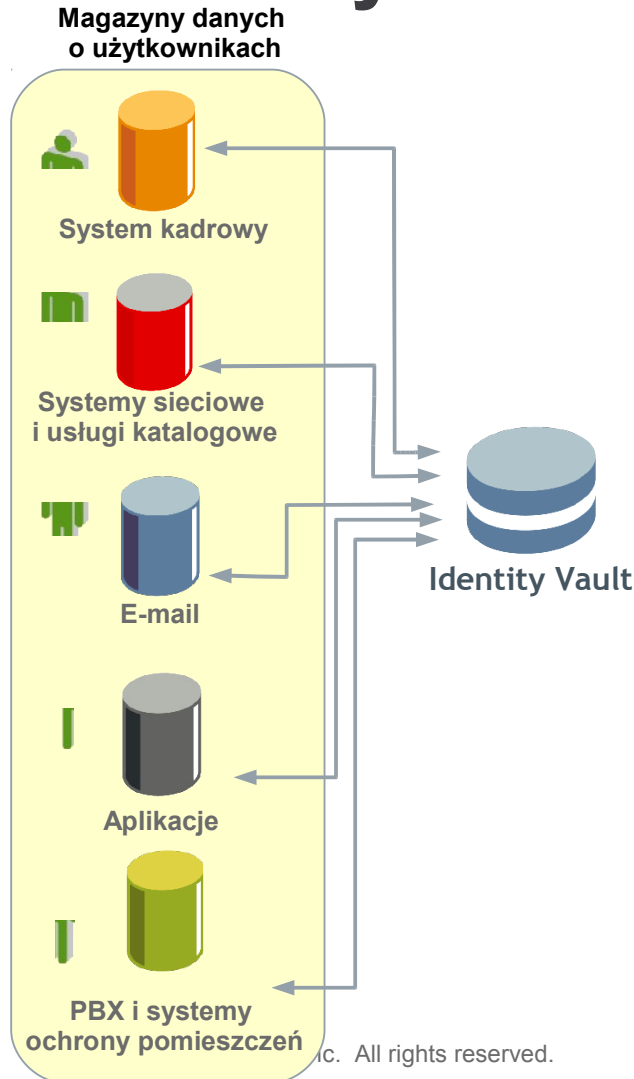 Magazyny danych
o użytkownikach
System kadrowy
Systemy sieciowe
i usługi katalogowe
E-mail
Identity Vault
Aplikacje
PBX i systemy
ochrony pomieszczeń
All rights reserved.